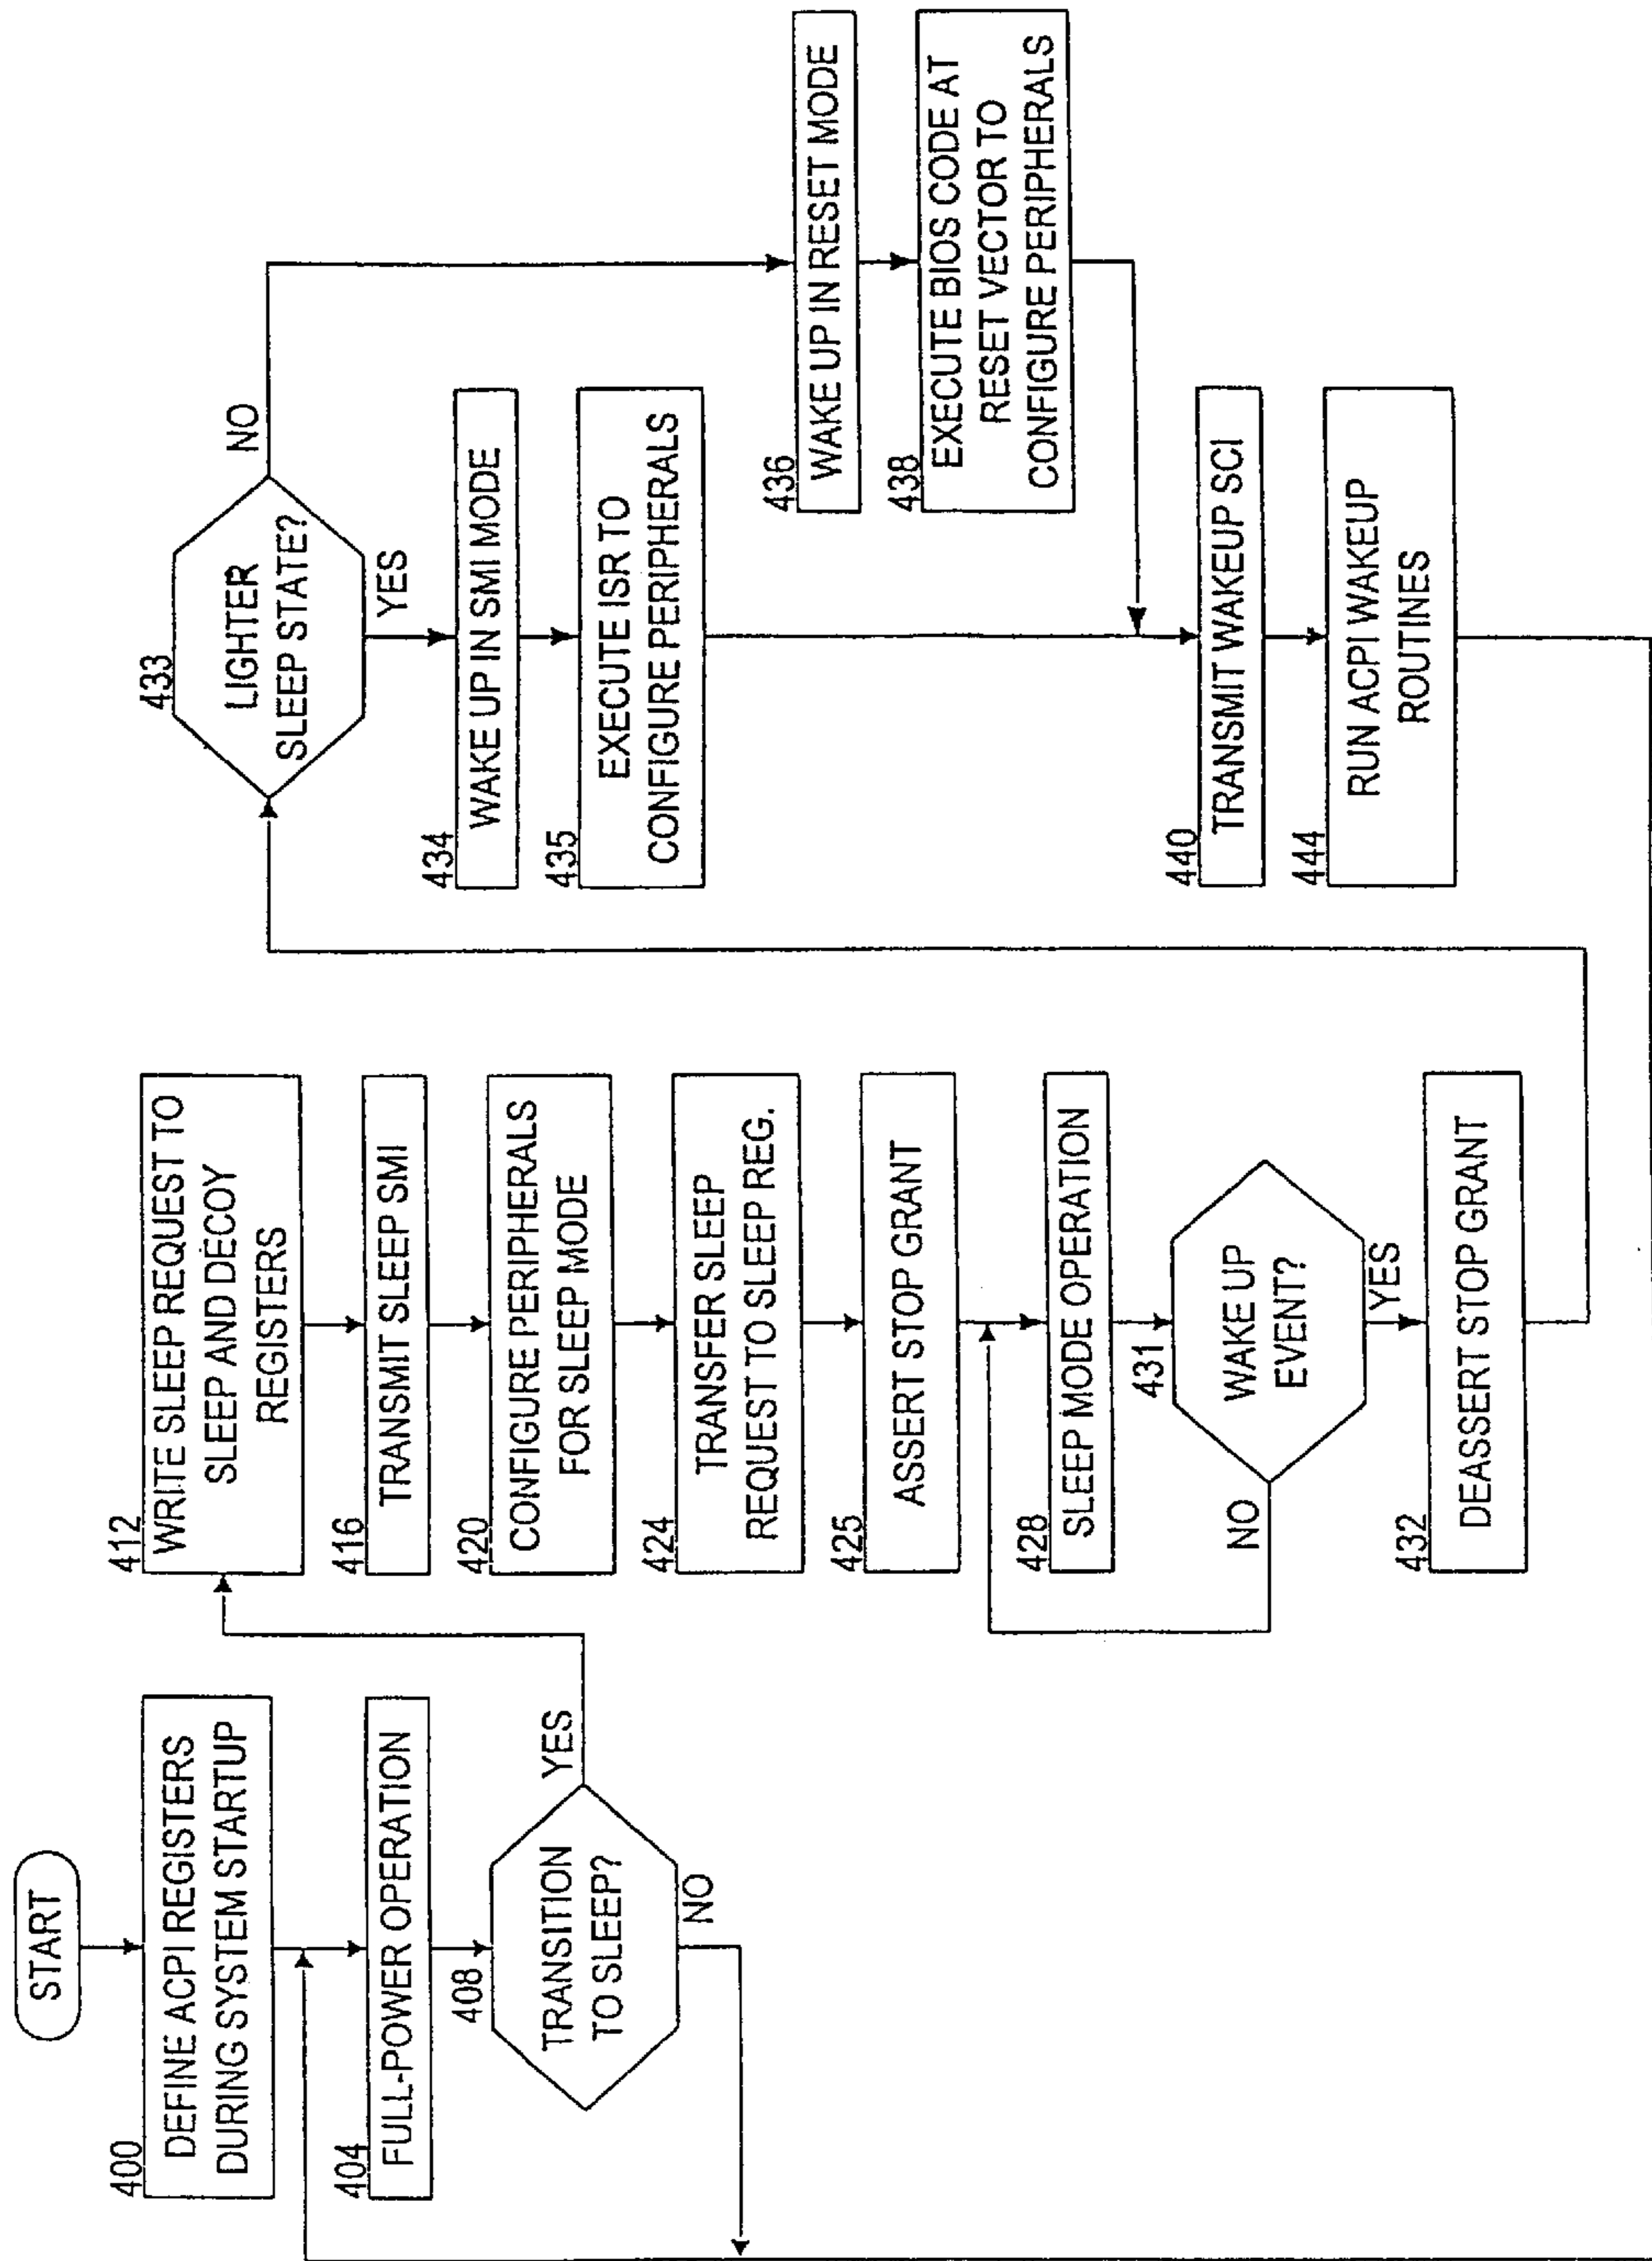 START
400
DEFINE ACPI REGISTERS
DURING SYSTEM STARTUP
404
FULL-POWER OPERATION
408
TRANSITION
TO SLEEP?
YES
NO
412
WRITE SLEEP REQUEST TO
SLEEP AND DECOY
REGISTERS
416
TRANSMIT SLEEP SMI
420
CONFIGURE PERIPHERALS
FOR SLEEP MODE
424
TRANSFER SLEEP
REQUEST TO SLEEP REG.
425
ASSERT STOP GRANT
428
SLEEP MODE OPERATION
431
WAKE UP
EVENT?
NO
YES
432
DEASSERT STOP GRANT
433
LIGHTER
SLEEP STATE?
NO
YES
434
WAKE UP IN SMI MODE
435
EXECUTE ISR TO
CONFIGURE PERIPHERALS
436
WAKE UP IN RESET MODE
438
EXECUTE BIOS CODE AT
RESET VECTOR TO
CONFIGURE PERIPHERALS
440
TRANSMIT WAKEUP SCI
444
RUN ACPI WAKEUP
ROUTINES